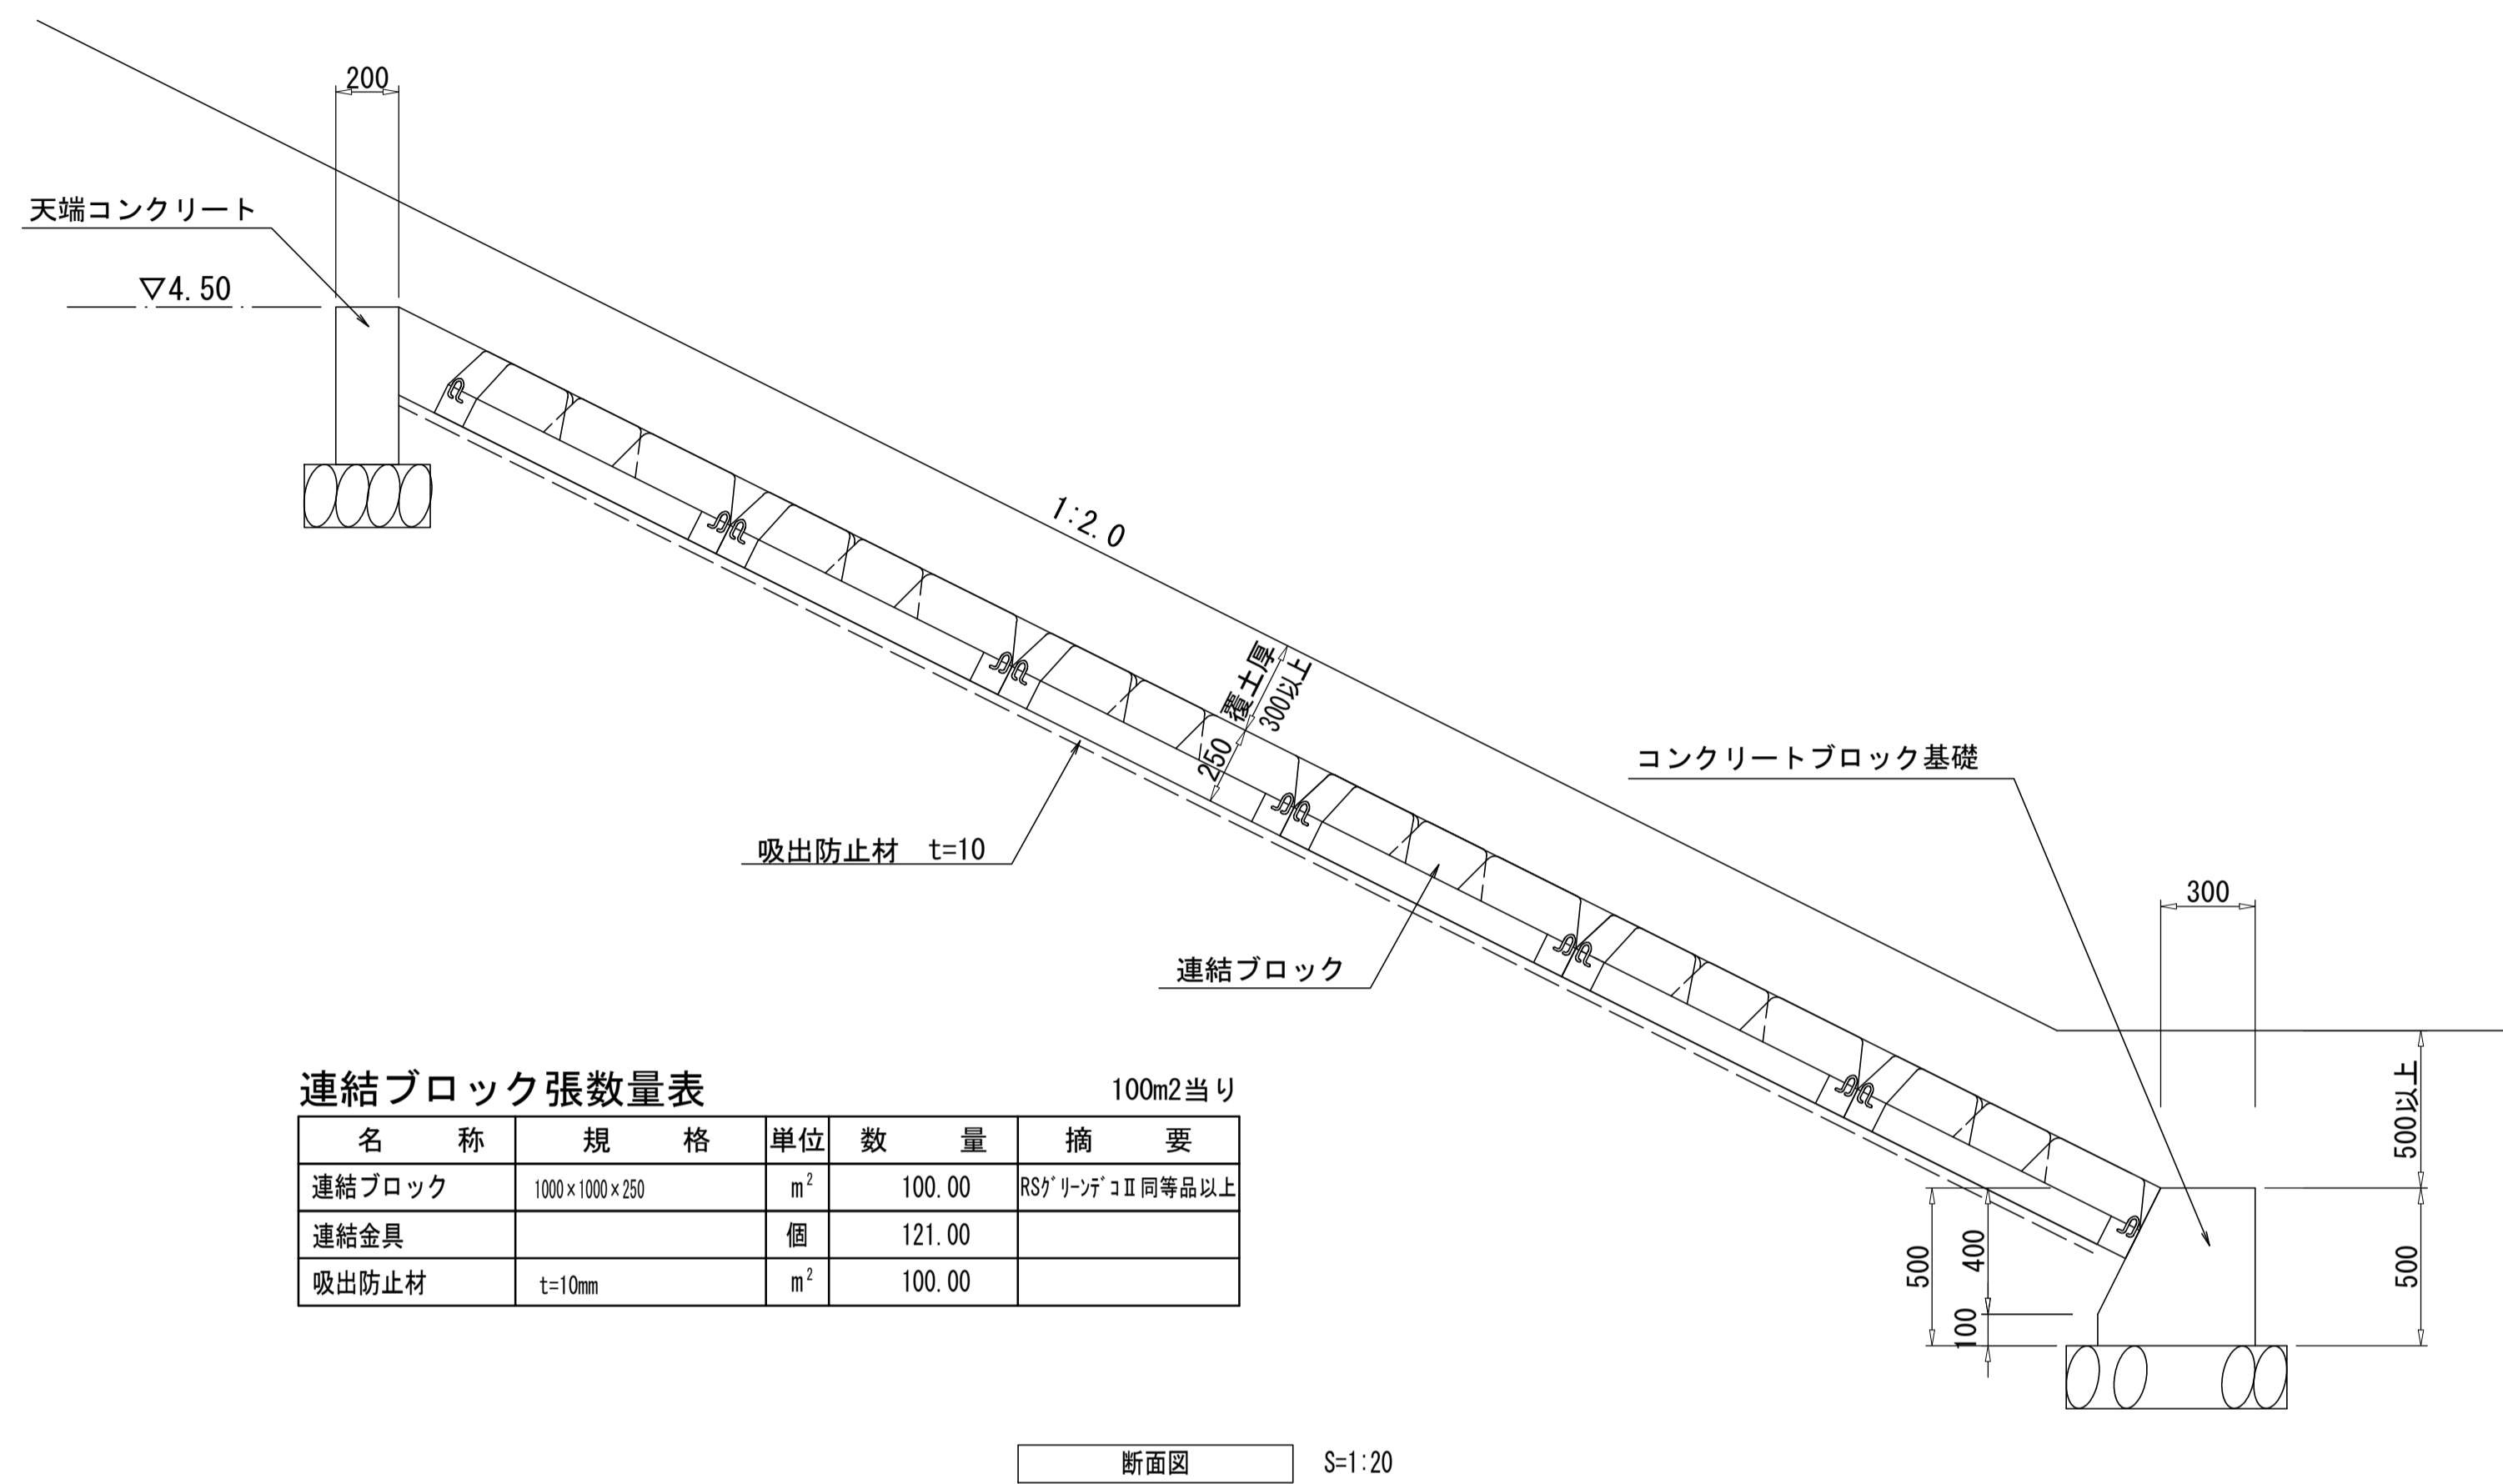 200
天端コンクリート
▽4.50
1:2.0
覆土厚
300以上
250
コンクリートブロック基礎
吸出防止材　t=10
300
連結ブロック
500以上
500
400
100
500
連結ブロック張数量表　100m2当り
名　称　規　格　単位　数　量　摘　要
連結ブロック　1000×1000×250　m²　100.00　RSグリーンデコⅡ同等品以上
連結金具　個　121.00
吸出防止材　t=10mm　m²　100.00
断面図　S=1:20